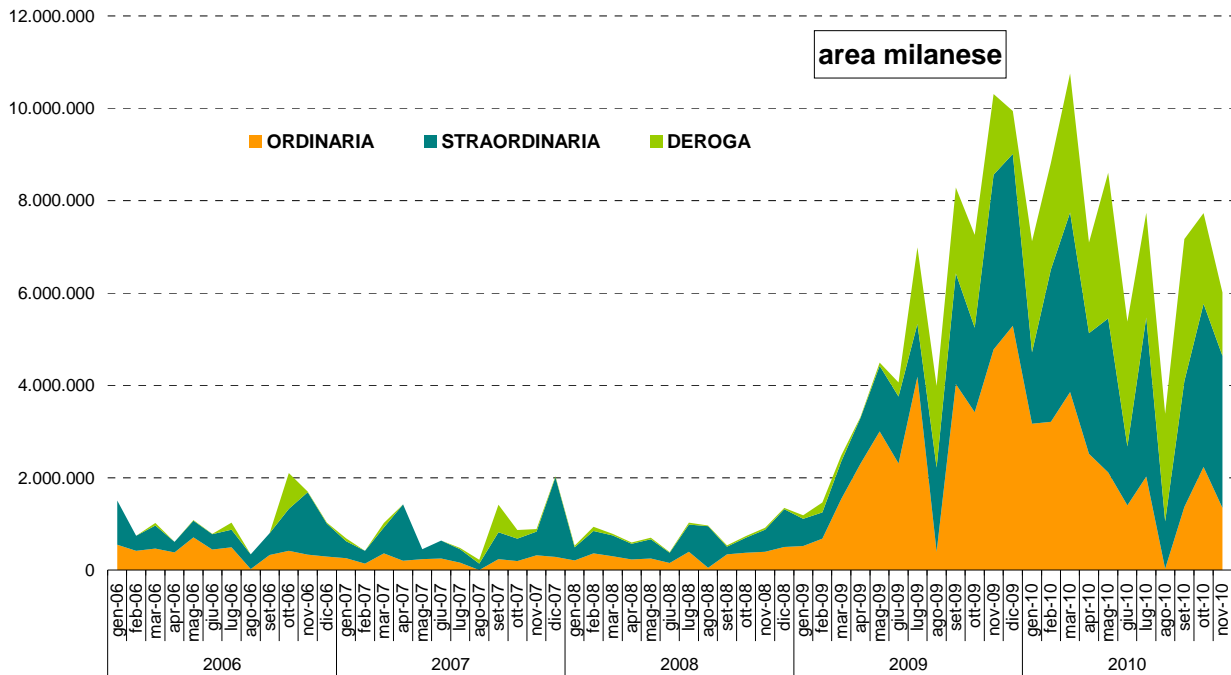 12.000.000
10.000.000
8.000.000
6.000.000
4.000.000
2.000.000
0
area milanese
ORDINARIA STRAORDINARIA DEROGA
gen-06 feb-06 mar-06 apr-06 mag-06 giu-06 lug-06 ago-06 set-06 ott-06 nov-06 dic-06 gen-07 feb-07 mar-07 apr-07 mag-07 giu-07 lug-07 ago-07 set-07 ott-07 nov-07 dic-07 gen-08 feb-08 mar-08 apr-08 mag-08 giu-08 lug-08 ago-08 set-08 ott-08 nov-08 dic-08 gen-09 feb-09 mar-09 apr-09 mag-09 giu-09 lug-09 ago-09 set-09 ott-09 nov-09 dic-09 gen-10 feb-10 mar-10 apr-10 mag-10 giu-10 lug-10 ago-10 set-10 ott-10 nov-10
2006 2007 2008 2009 2010